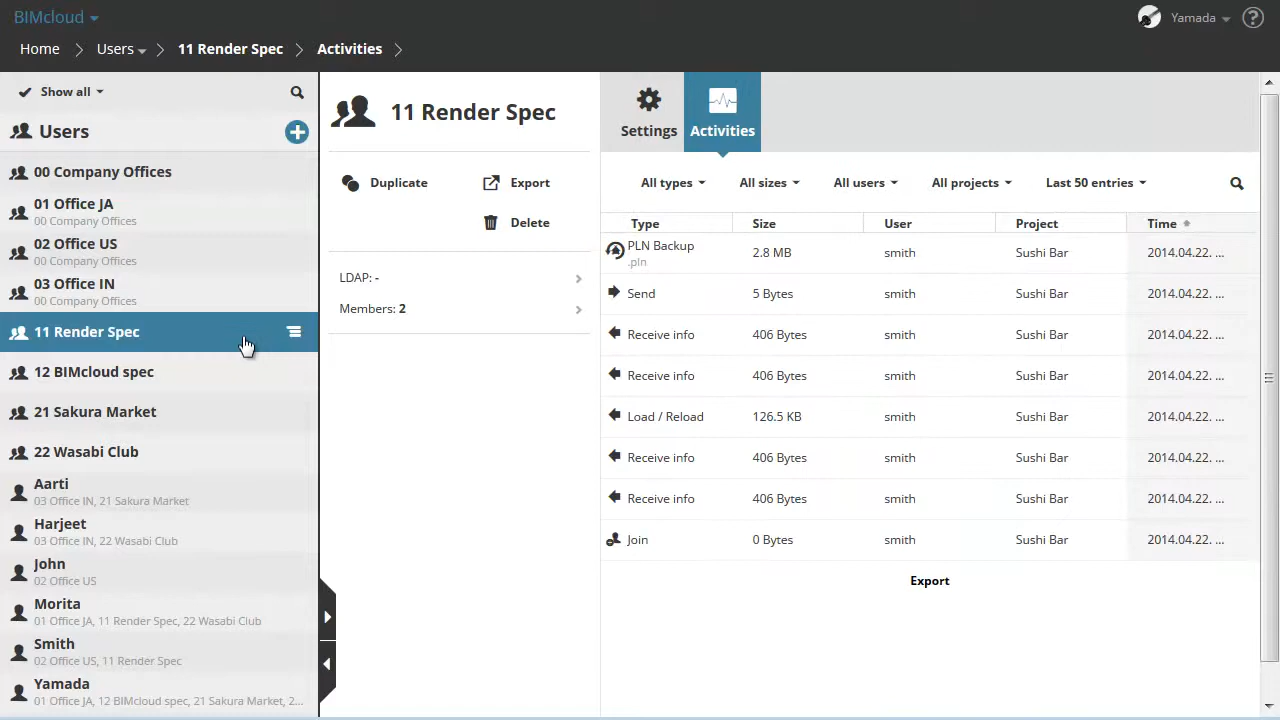 BIMcloud
Yamada
Home Users 11 Render Spec Activities
Show all
Users
00 Company Offices
01 Office JA
00 Company Offices
02 Office US
00 Company Offices
03 Office IN
00 Company Offices
11 Render Spec
12 BIMcloud spec
21 Sakura Market
22 Wasabi Club
Aarti
03 Office IN, 21 Sakura Market
Harjeet
03 Office IN, 22 Wasabi Club
John
02 Office US
Morita
01 Office JA, 11 Render Spec, 22 Wasabi Club
Smith
02 Office US, 11 Render Spec
Yamada
01 Office JA, 12 BIMcloud spec, 21 Sakura Market, 2...
11 Render Spec
Duplicate Export
Delete
LDAP: -
Members: 2
Settings Activities
All types All sizes All users All projects Last 50 entries
Type Size User Project Time
PLN Backup 2.8 MB smith Sushi Bar 2014.04.22. ...
.pln
Send 5 Bytes smith Sushi Bar 2014.04.22. ...
Receive info 406 Bytes smith Sushi Bar 2014.04.22. ...
Receive info 406 Bytes smith Sushi Bar 2014.04.22. ...
Load / Reload 126.5 KB smith Sushi Bar 2014.04.22. ...
Receive info 406 Bytes smith Sushi Bar 2014.04.22. ...
Receive info 406 Bytes smith Sushi Bar 2014.04.22. ...
Join 0 Bytes smith Sushi Bar 2014.04.22. ...
Export